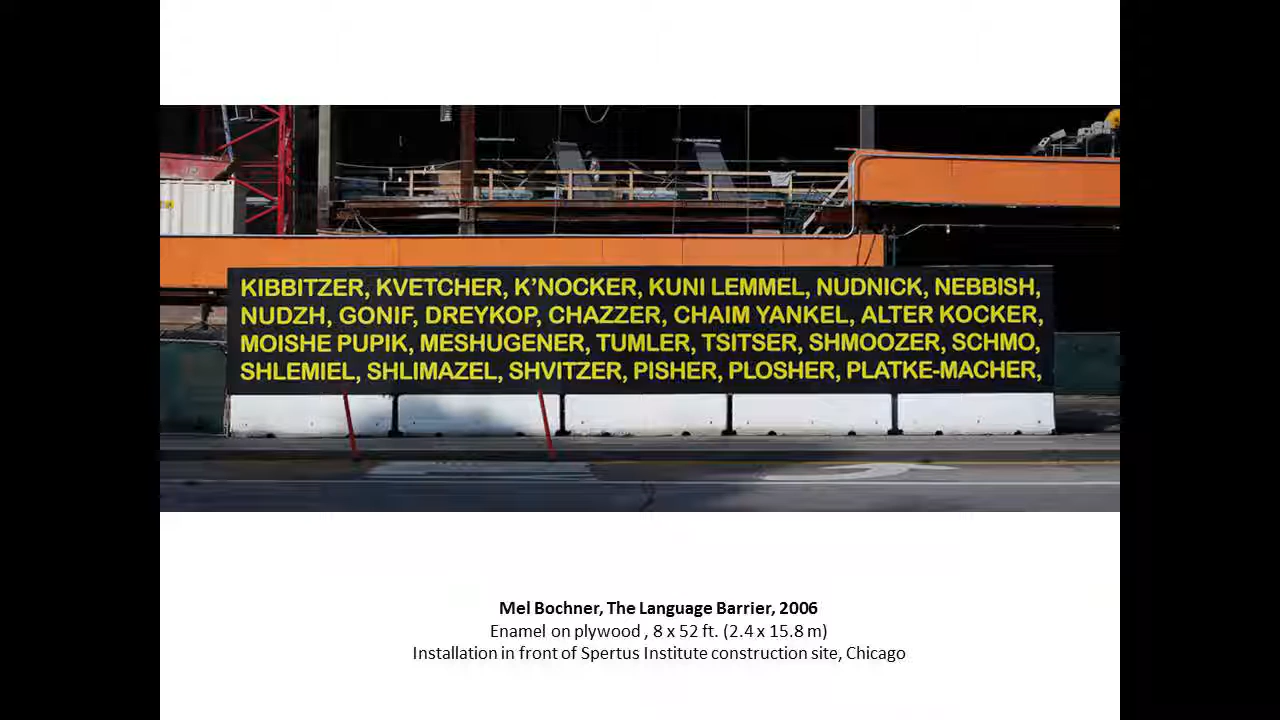 KIBBITZER, KVETCHER, K'NOCKER, KUNI LEMMEL, NUDNICK, NEBBISH,
NUDZH, GONIF, DREYKOP, CHAZZER, CHAIM YANKEL, ALTER KOCKER,
MOISHE PUPIK, MESHUGENER, TUMLER, TSITSER, SHMOOZER, SCHMO,
SHLEMIEL, SHLIMAZEL, SHVITZER, PISHER, PLOSHER, PLATKE-MACHER,
Mel Bochner, The Language Barrier, 2006
Enamel on plywood , 8 x 52 ft. (2.4 x 15.8 m)
Installation in front of Spertus Institute construction site, Chicago